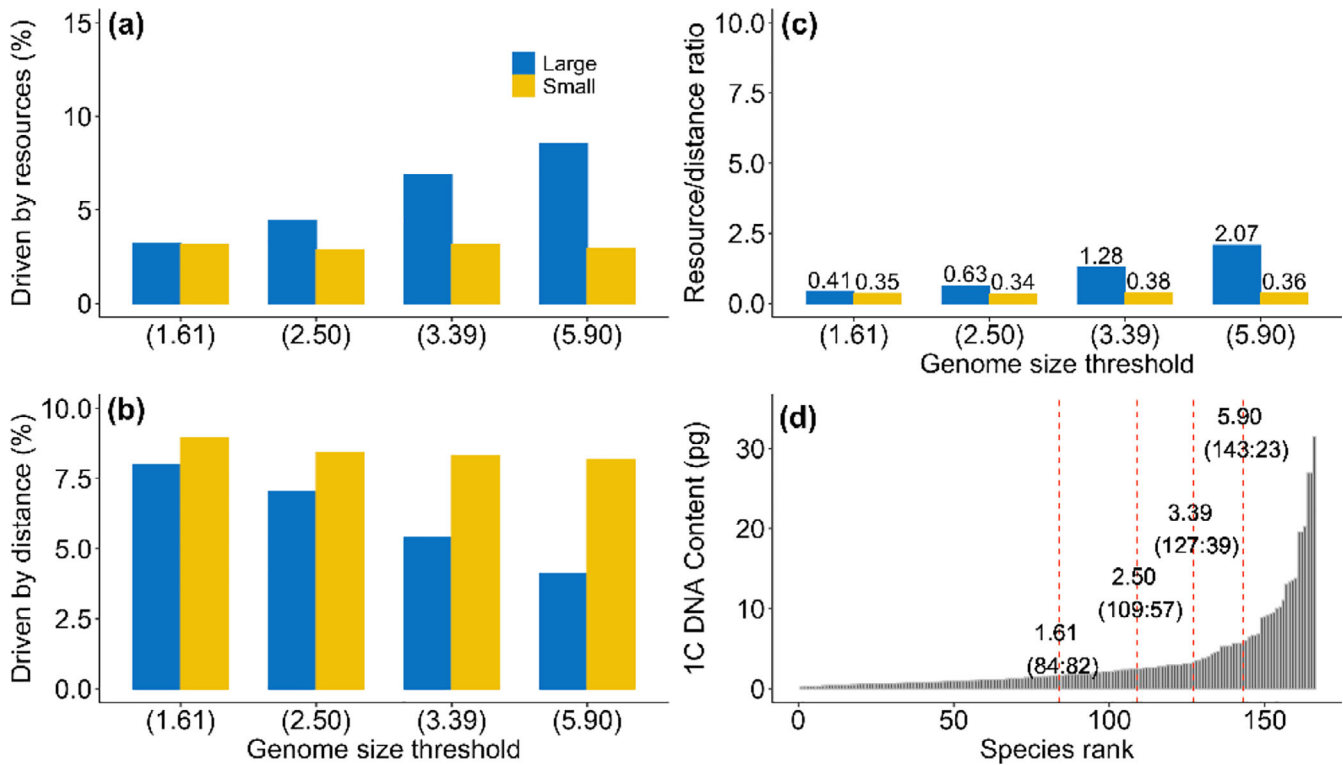 (a)
Driven by resources (%)
15
10
5
0
Large
Small
(1.61) (2.50) (3.39) (5.90)
(c)
Resource/distance ratio
10.0
7.5
5.0
2.5
0.0
0.41 0.35 0.63 0.34 1.28 0.38 2.07 0.36
(1.61) (2.50) (3.39) (5.90)
Genome size threshold
(b)
Driven by distance (%)
10.0
7.5
5.0
2.5
0.0
(1.61) (2.50) (3.39) (5.90)
Genome size threshold
(d)
1C DNA Content (pg)
30
20
10
0
5.90
(143:23)
3.39
(127:39)
2.50
(109:57)
1.61
(84:82)
0 50 100 150
Species rank